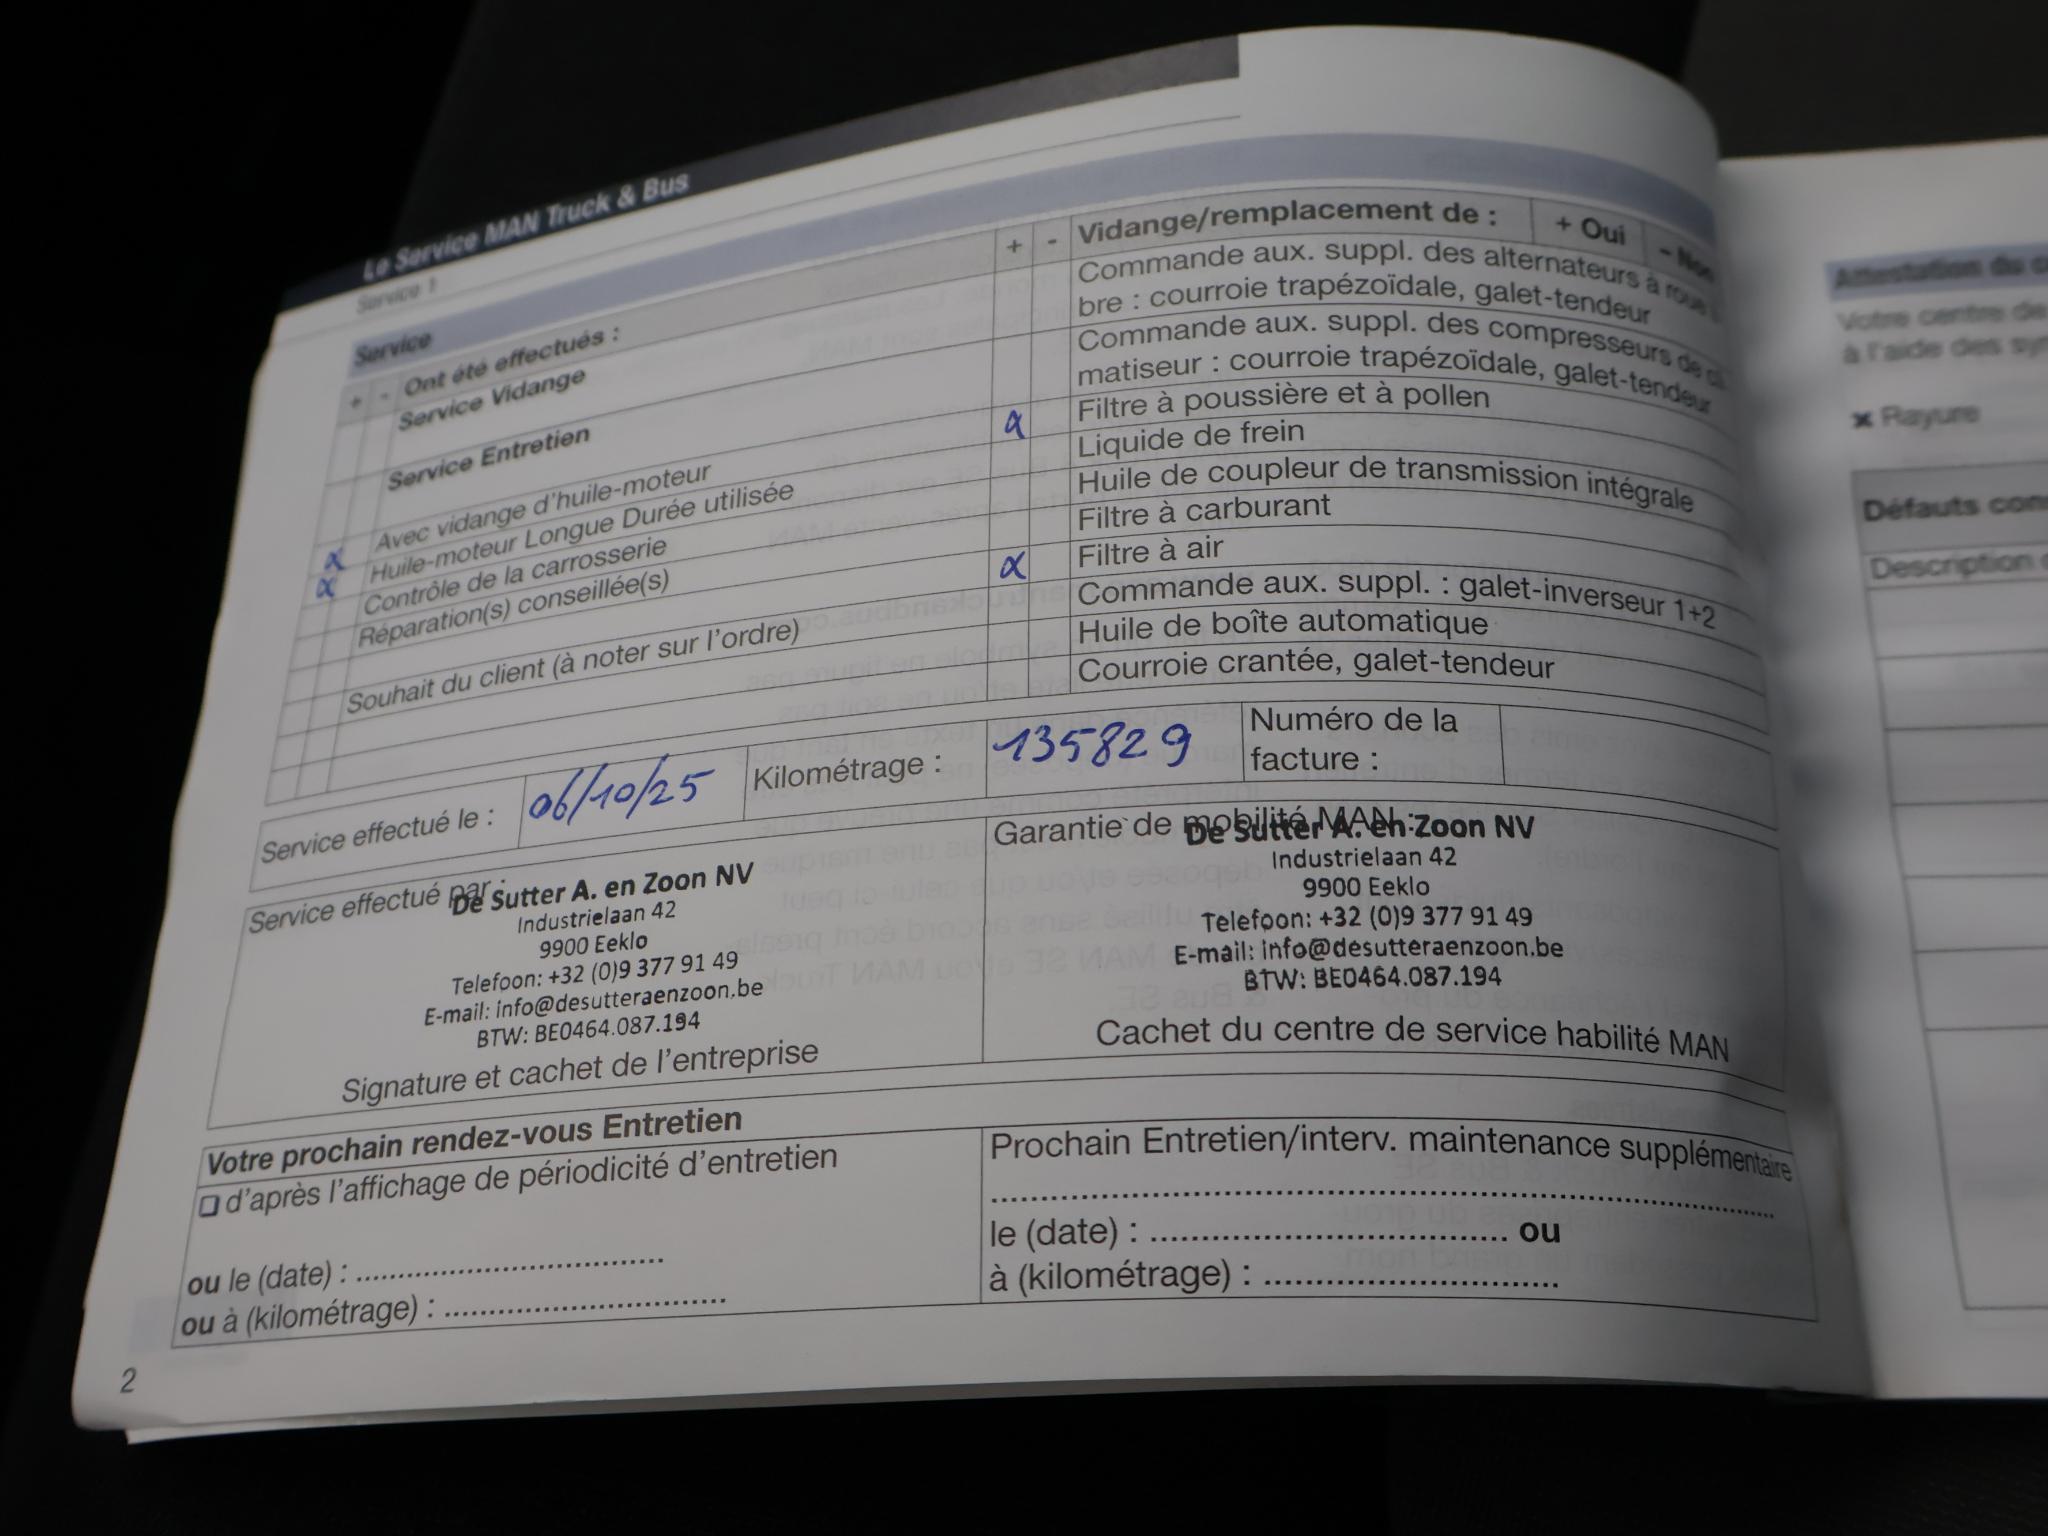 Le Service MAN Truck & Bus
Service 1
Service
+ - Ont été effectués :
Service Vidange
Service Entretien
α Avec vidange d'huile-moteur
α Huile-moteur Longue Durée utilisée
Contrôle de la carrosserie
Réparation(s) conseillée(s)
Souhait du client (à noter sur l'ordre)
+ - Vidange/remplacement de : + Oui - Non
Commande aux. suppl. des alternateurs à roue
bre : courroie trapézoïdale, galet-tendeur
Commande aux. suppl. des compresseurs de
matiseur : courroie trapézoïdale, galet-tendeur
α Filtre à poussière et à pollen
Liquide de frein
Huile de coupleur de transmission intégrale
Filtre à carburant
α Filtre à air
Commande aux. suppl. : galet-inverseur 1+2
Huile de boîte automatique
Courroie crantée, galet-tendeur
Service effectué le : 06/10/25 Kilométrage : 135829 Numéro de la
facture :
Service effectué par :
De Sutter A. en Zoon NV
Industrielaan 42
9900 Eeklo
Telefoon: +32 (0)9 377 91 49
E-mail: info@desutteraenzoon.be
BTW: BE0464.087.194
Signature et cachet de l'entreprise
Garantie de mobilité MAN :
De Sutter A. en Zoon NV
Industrielaan 42
9900 Eeklo
Telefoon: +32 (0)9 377 91 49
E-mail: info@desutteraenzoon.be
BTW: BE0464.087.194
Cachet du centre de service habilité MAN
Votre prochain rendez-vous Entretien
❏ d'après l'affichage de périodicité d'entretien
ou le (date) : ....................................
ou à (kilométrage) : ..............................
Prochain Entretien/interv. maintenance supplémentaire
................................................................................
le (date) : .................................... ou
à (kilométrage) : ..............................
2
Attestation du
Votre centre de
à l'aide des
× Rayure
Défauts
Description